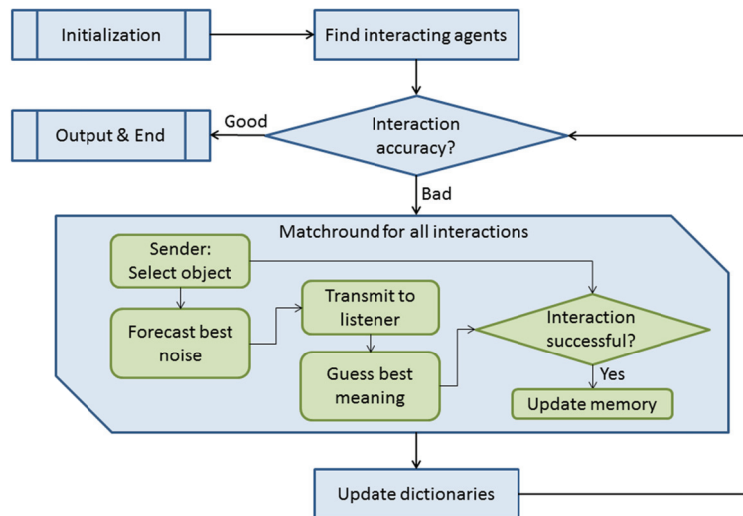 Initialization
Find interacting agents
Output & End
Good
Interaction
accuracy?
Bad
Matchround for all interactions
Sender:
Select object
Forecast best
noise
Transmit to
listener
Guess best
meaning
Interaction
successful?
Yes
Update memory
Update dictionaries